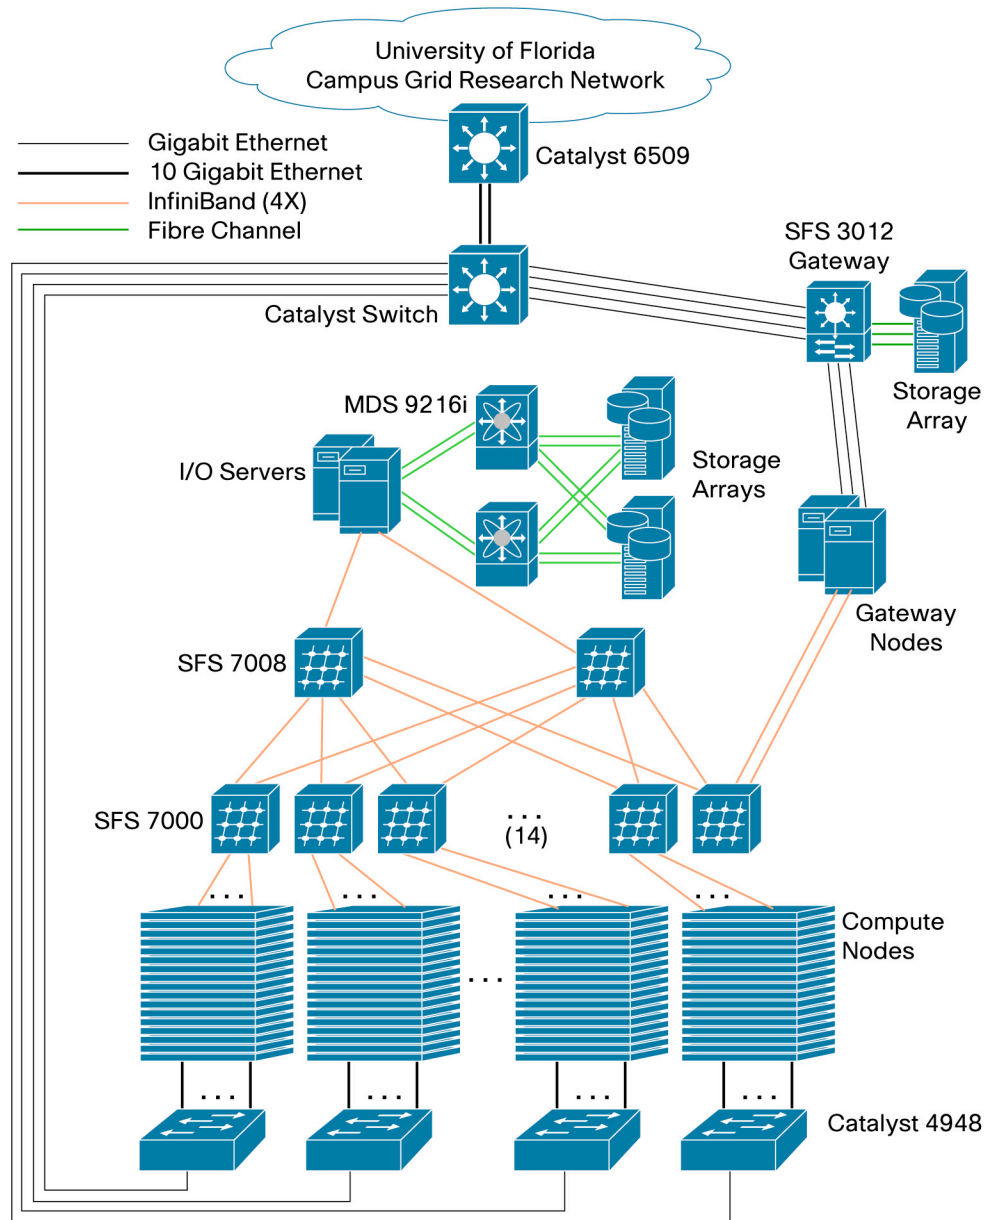 University of Florida
Campus Grid Research Network
Gigabit Ethernet
10 Gigabit Ethernet
InfiniBand (4X)
Fibre Channel
Catalyst 6509
SFS 3012
Gateway
Catalyst Switch
Storage
Array
MDS 9216i
I/O Servers
Storage
Arrays
Gateway
Nodes
SFS 7008
SFS 7000
...
(14)
... ... ... ...
Compute
Nodes
...
... ... ... ...
Catalyst 4948